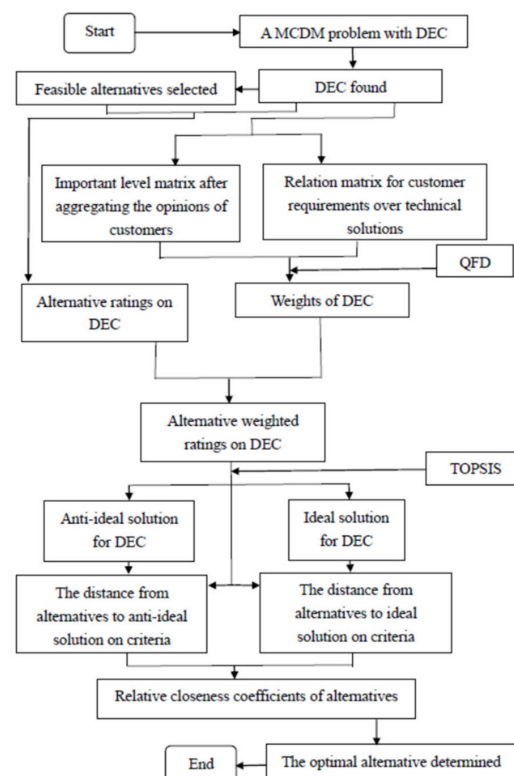 Start
A MCDM problem with DEC
Feasible alternatives selected
DEC found
Important level matrix after
aggregating the opinions of
customers
Relation matrix for customer
requirements over technical
solutions
QFD
Alternative ratings on
DEC
Weights of DEC
Alternative weighted
ratings on DEC
TOPSIS
Anti-ideal solution
for DEC
Ideal solution
for DEC
The distance from
alternatives to anti-ideal
solution on criteria
The distance from
alternatives to ideal
solution on criteria
Relative closeness coefficients of alternatives
End
The optimal alternative determined